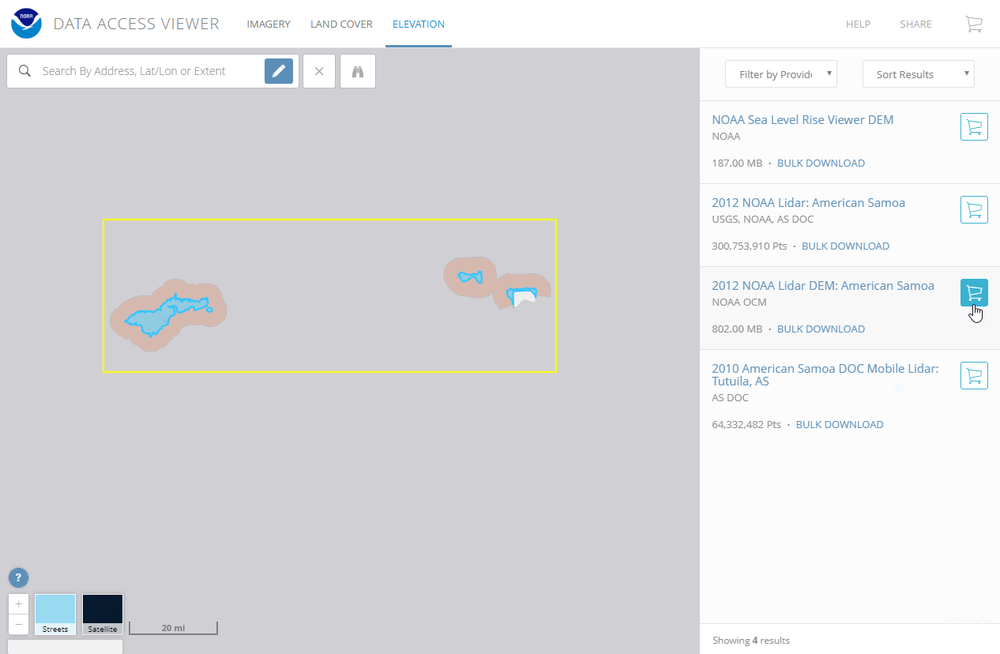 NOAA
DATA ACCESS VIEWER
IMAGERY
LAND COVER
ELEVATION
HELP
SHARE
Search By Address, Lat/Lon or Extent
Filter by Provid
Sort Results
NOAA Sea Level Rise Viewer DEM
NOAA
187.00 MB · BULK DOWNLOAD
2012 NOAA Lidar: American Samoa
USGS, NOAA, AS DOC
300,753,910 Pts · BULK DOWNLOAD
2012 NOAA Lidar DEM: American Samoa
NOAA OCM
802.00 MB · BULK DOWNLOAD
2010 American Samoa DOC Mobile Lidar:
Tutuila, AS
AS DOC
64,332,482 Pts · BULK DOWNLOAD
?
+
−
Streets
Satellite
20 mi
Showing 4 results